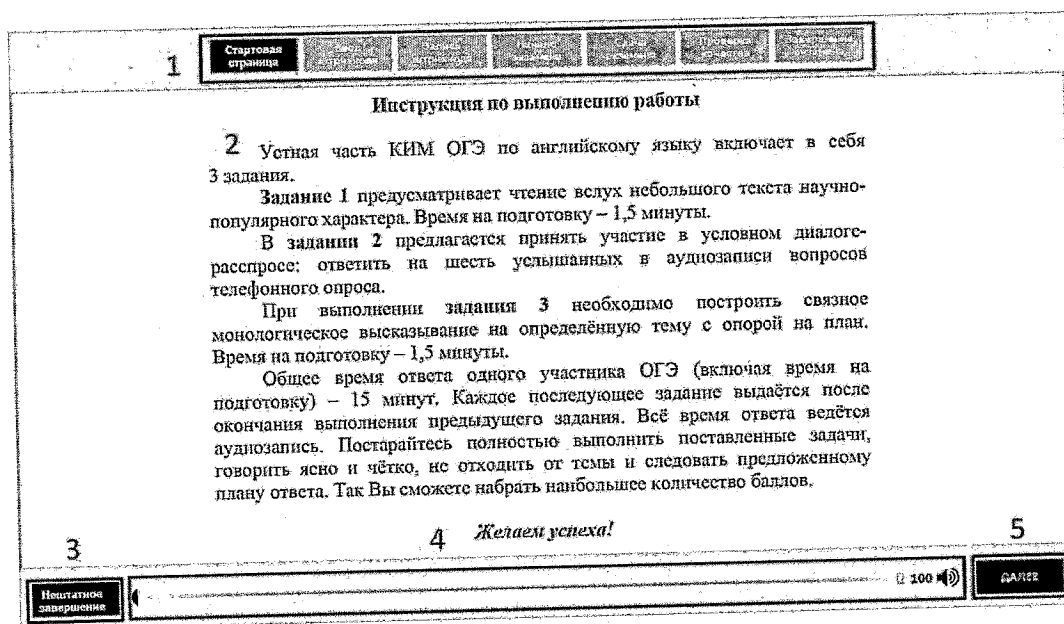 1
Стартовая
страница
Инструкция по выполнению работы
2 Устная часть КИМ ОГЭ по английскому языку включает в себя
3 задания.
Задание 1 предусматривает чтение вслух небольшого текста научно-
популярного характера. Время на подготовку – 1,5 минуты.
В задании 2 предлагается принять участие в условном диалоге-
расспросе: ответить на шесть услышанных в аудиозаписи вопросов
телефонного опроса.
При выполнении задания 3 необходимо построить связное
монологическое высказывание на определённую тему с опорой на план.
Время на подготовку – 1,5 минуты.
Общее время ответа одного участника ОГЭ (включая время на
подготовку) – 15 минут. Каждое последующее задание выдаётся после
окончания выполнения предыдущего задания. Всё время ответа ведётся
аудиозапись. Постарайтесь полностью выполнить поставленные задачи,
говорить ясно и чётко, не отходить от темы и следовать предложенному
плану ответа. Так Вы сможете набрать наибольшее количество баллов.
4 Желаем успеха!
3
5
Нештатное
завершение
100
ДАЛЕЕ